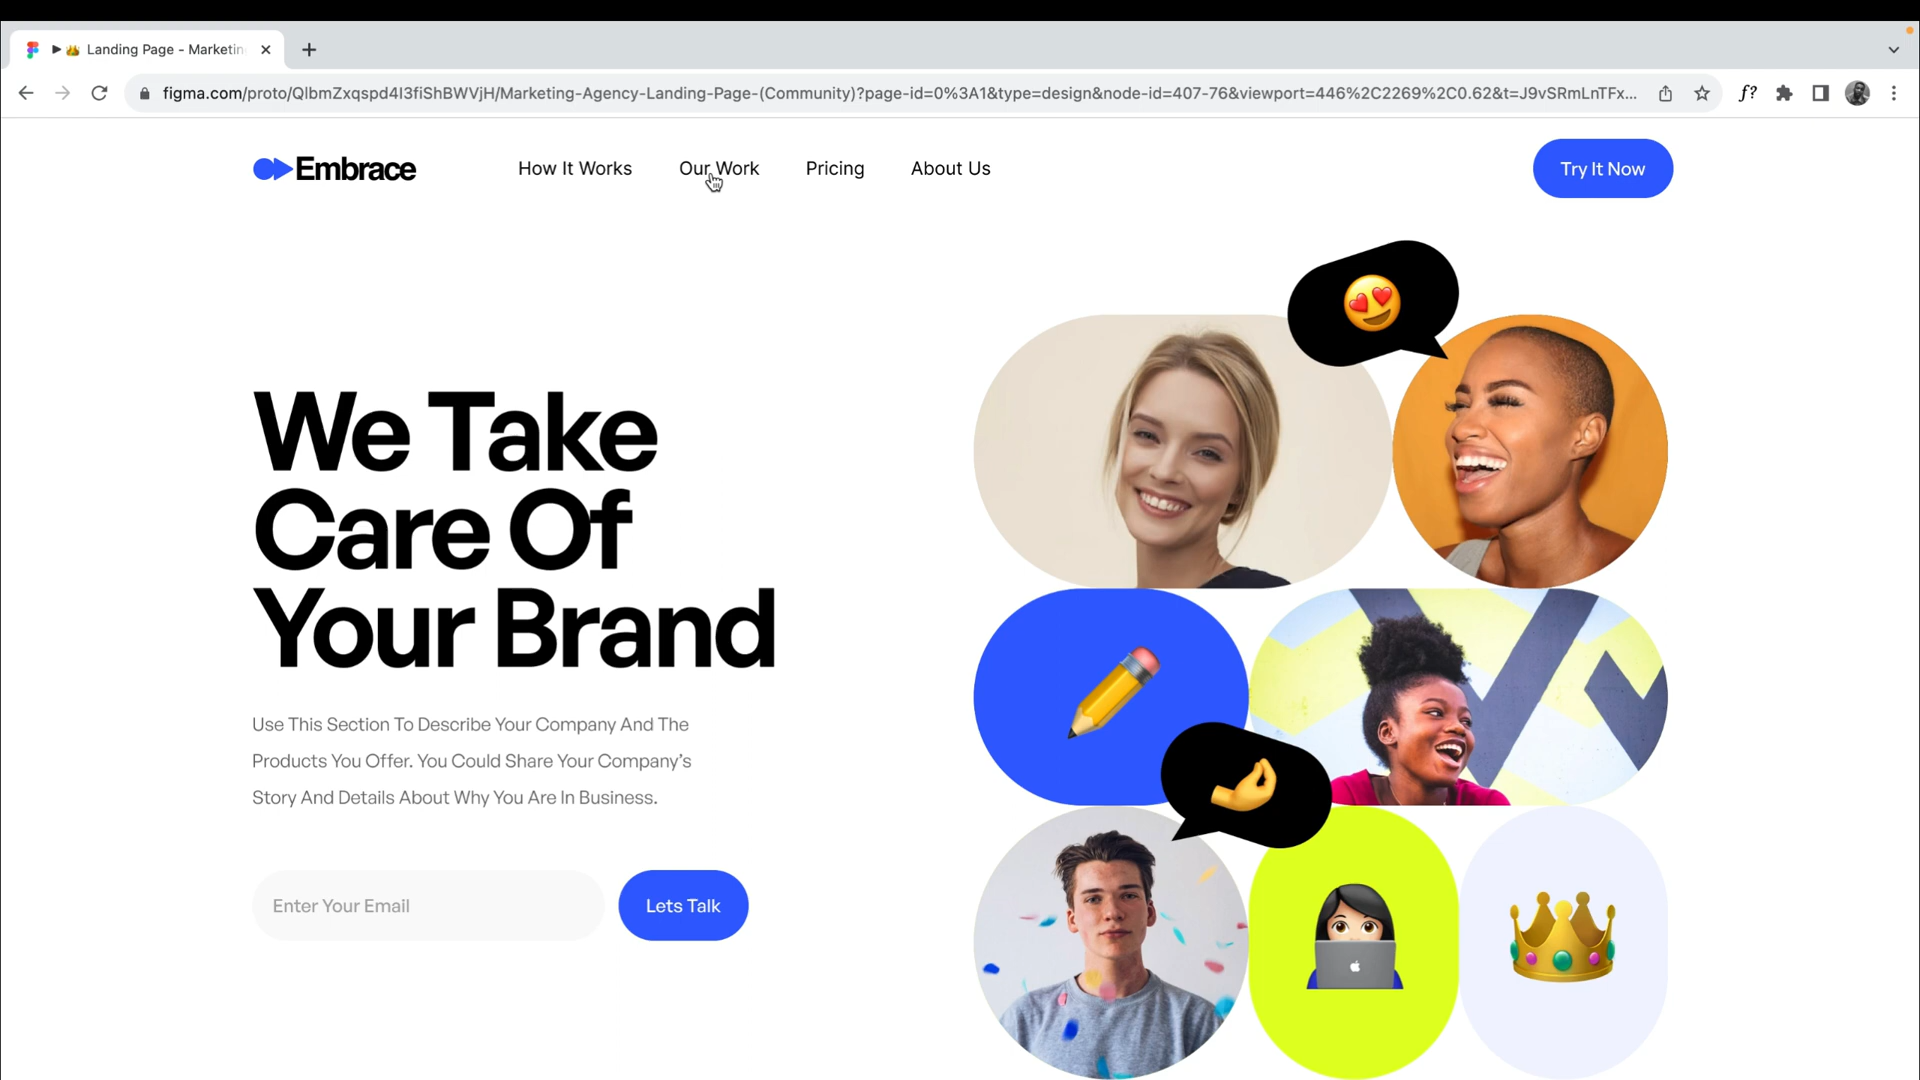 Landing Page - Marketin
figma.com/proto/QlbmZxqspd4I3fiShBWVjH/Marketing-Agency-Landing-Page-(Community)?page-id=0%3A1&type=design&node-id=407-76&viewport=446%2C2269%2C0.62&t=J9vSRmLnTFx...
f?
Embrace
How It Works
Our Work
Pricing
About Us
Try It Now
We Take
Care Of
Your Brand
Use This Section To Describe Your Company And The
Products You Offer. You Could Share Your Company's
Story And Details About Why You Are In Business.
Enter Your Email
Lets Talk